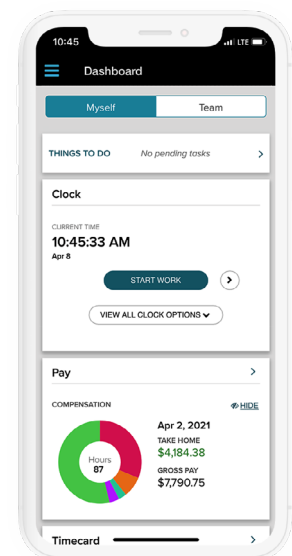 10:45
LTE
Dashboard
Myself
Team
THINGS TO DO
No pending tasks
Clock
CURRENT TIME
10:45:33 AM
Apr 8
START WORK
VIEW ALL CLOCK OPTIONS
Pay
COMPENSATION
HIDE
Hours
87
Apr 2, 2021
TAKE HOME
$4,184.38
GROSS PAY
$7,790.75
Timecard